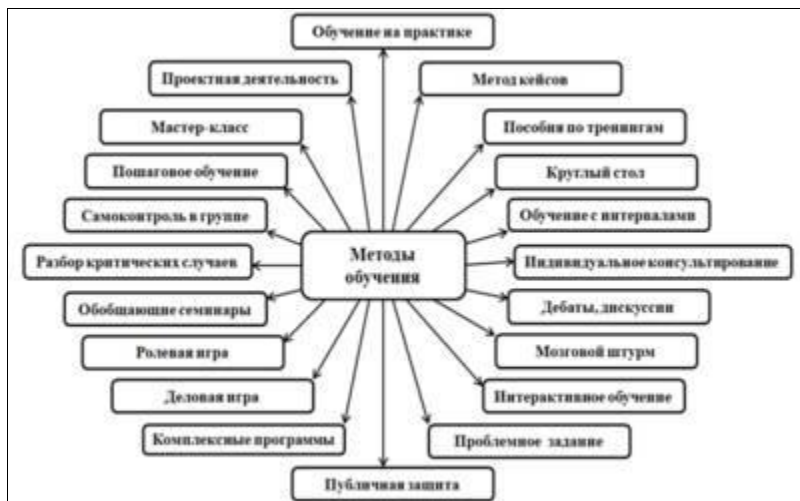 Обучение на практике
Проектная деятельность
Метод кейсов
Мастер-класс
Пособия по тренингам
Пошаговое обучение
Круглый стол
Самоконтроль в группе
Обучение с интервалами
Методы
обучения
Разбор критических случаев
Индивидуальное консультирование
Обобщающие семинары
Дебаты, дискуссии
Ролевая игра
Мозговой штурм
Деловая игра
Интерактивное обучение
Комплексные программы
Проблемное задание
Публичная защита